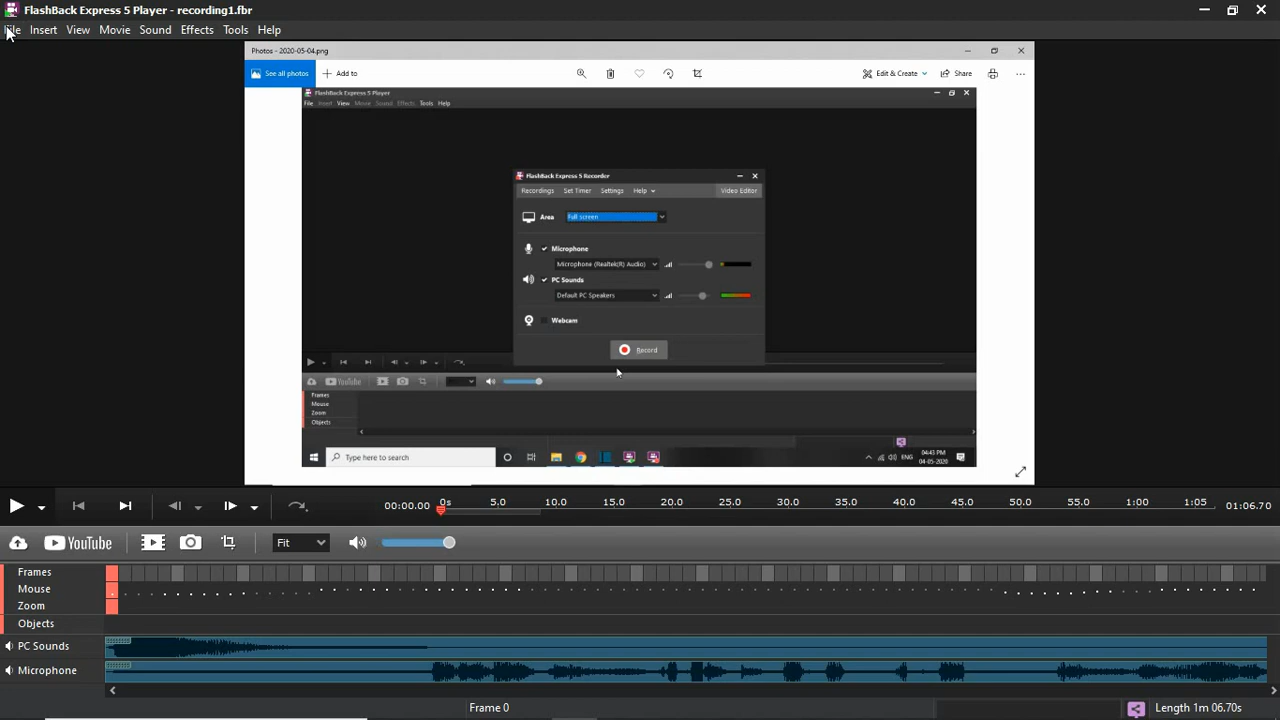 FlashBack Express 5 Player - recording1.fbr
File Insert View Movie Sound Effects Tools Help
Photos - 2020-05-04.png
See all photos Add to Edit & Create Share
FlashBack Express 5 Player
File Insert View Movie Sound Effects Tools Help
FlashBack Express 5 Recorder
Recordings Set Timer Settings Help Video Editor
Area Full screen
Microphone
Microphone (Realtek(R) Audio)
PC Sounds
Default PC Speakers
Webcam
Record
YouTube
Frames
Mouse
Zoom
Objects
Type here to search ENG 04:43 PM
04-05-2020
00:00.00 0s 5.0 10.0 15.0 20.0 25.0 30.0 35.0 40.0 45.0 50.0 55.0 1:00 1:05 01:06.70
YouTube Fit
Frames
Mouse
Zoom
Objects
PC Sounds
Microphone
Frame 0 Length 1m 06.70s